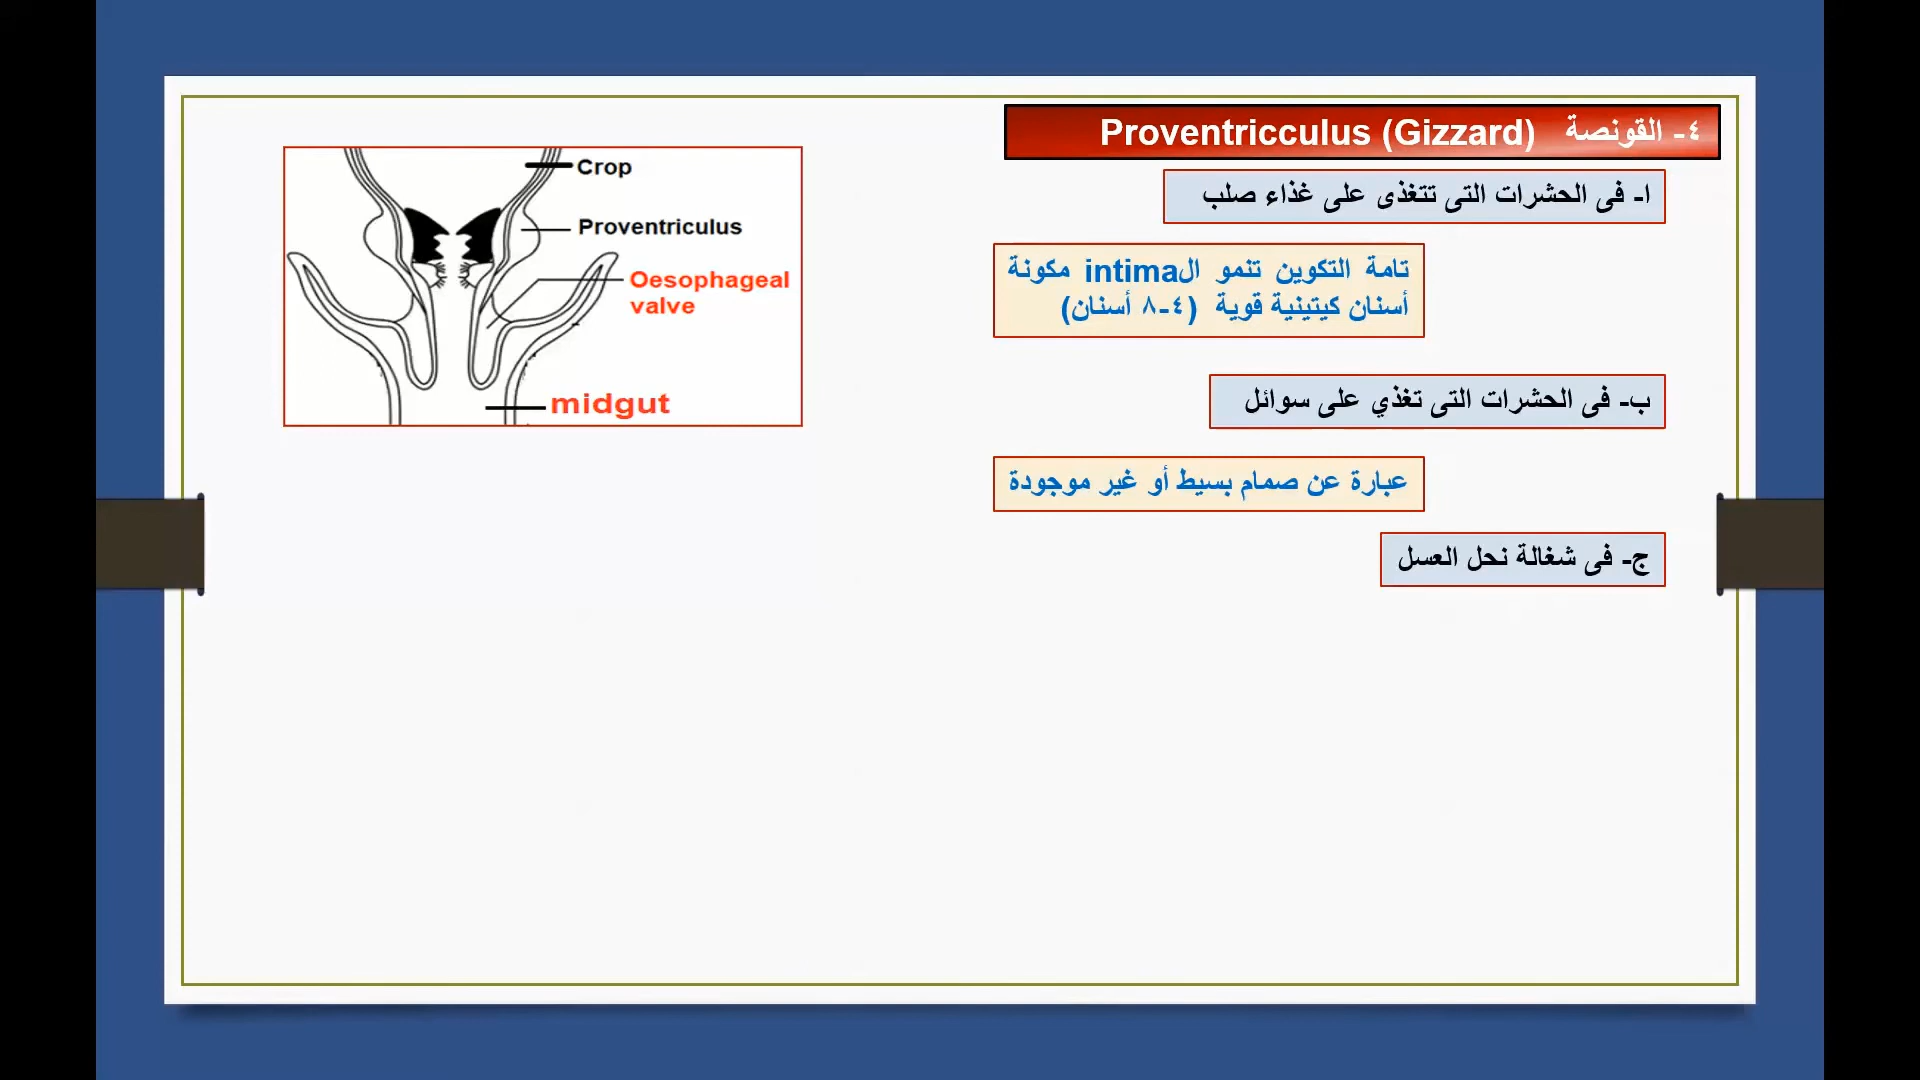 ٤- القونصة Proventricculus (Gizzard)
ا- فى الحشرات التى تتغذى على غذاء صلب
تامة التكوين تنمو الintima مكونة
أسنان كيتينية قوية (٤-٨ أسنان)
ب- فى الحشرات التى تغذي على سوائل
عبارة عن صمام بسيط أو غير موجودة
ج- فى شغالة نحل العسل
Crop
Proventriculus
Oesophageal
valve
midgut